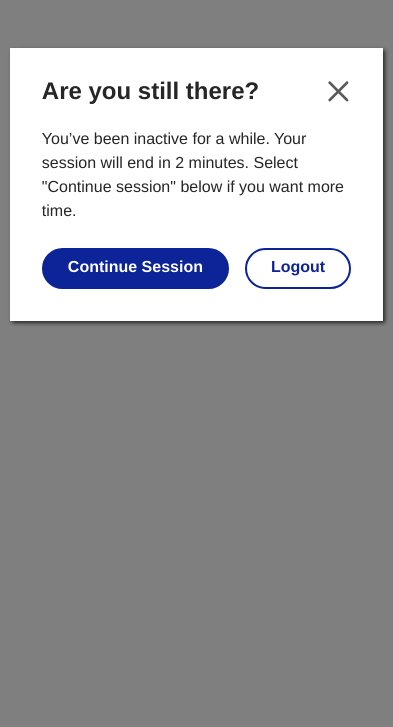 Are you still there?
You’ve been inactive for a while. Your
session will end in 2 minutes. Select
"Continue session" below if you want more
time.
Continue Session
Logout